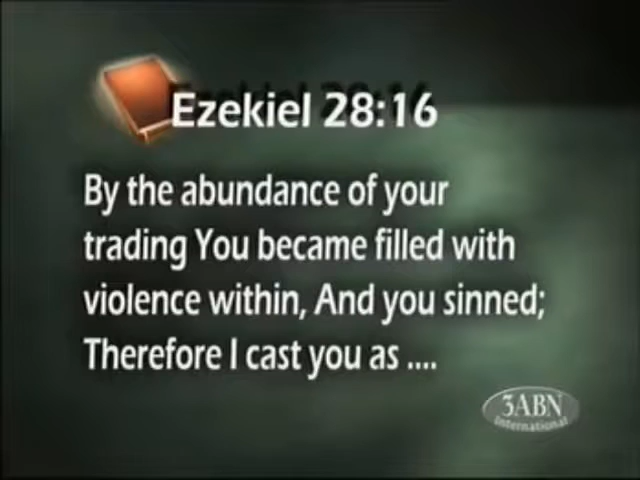 Ezekiel 28:16
By the abundance of your
trading You became filled with
violence within, And you sinned;
Therefore I cast you as ....
3ABN
International